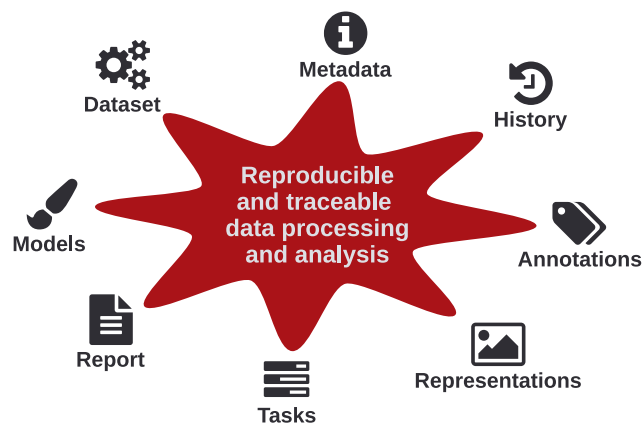 Metadata
Dataset
History
Reproducible
and traceable
data processing
and analysis
Models
Annotations
Report
Representations
Tasks